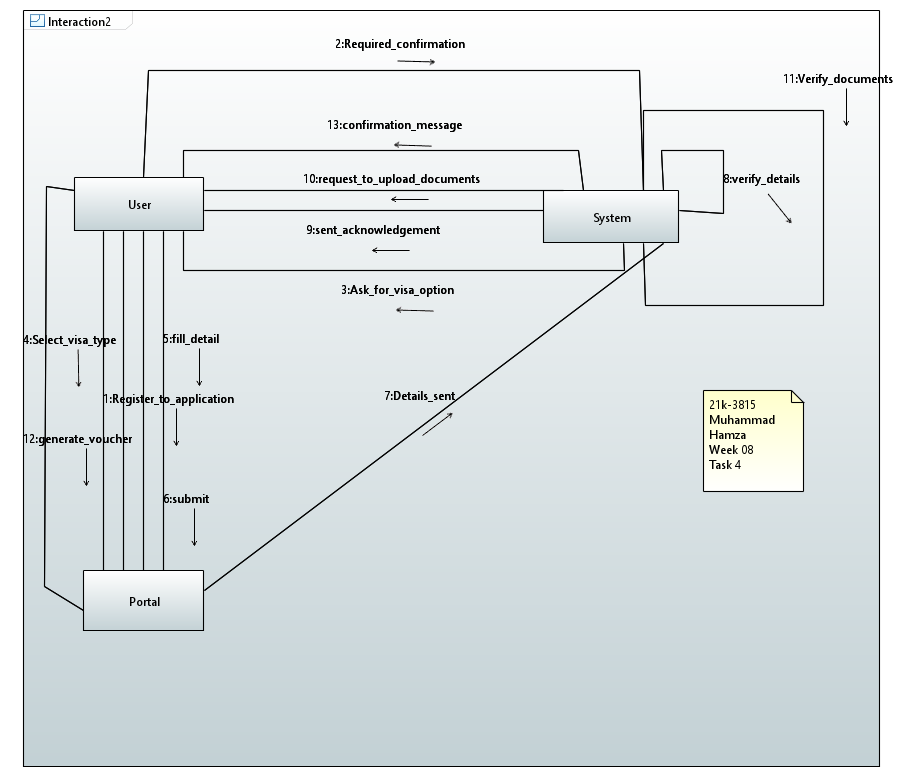 Interaction2
2:Required_confirmation
11:Verify_documents
13:confirmation_message
10:request_to_upload_documents
8:verify_details
User
System
9:sent_acknowledgement
3:Ask_for_visa_option
4:Select_visa_type
5:fill_detail
1:Register_to_application
7:Details_sent
12:generate_voucher
21k-3815
Muhammad
Hamza
Week 08
Task 4
6:submit
Portal